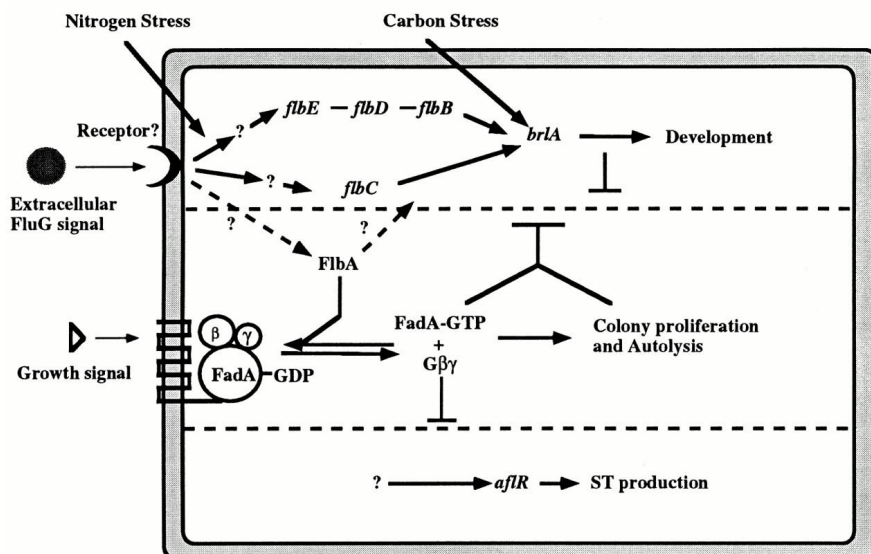 Nitrogen Stress
Carbon Stress
Receptor?
?
flbE
flbD
flbB
brlA
Development
?
flbC
Extracellular
FluG signal
?
?
FlbA
β
γ
FadA
GDP
FadA-GTP
+
Gβγ
Colony proliferation
and Autolysis
Growth signal
?
aflR
ST production